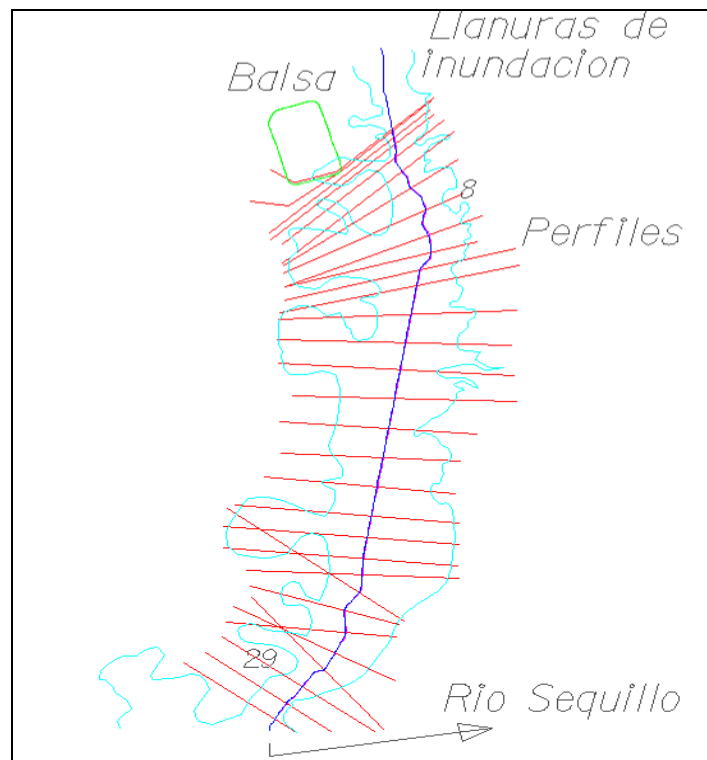 Llanuras de
inundacion
Balsa
8
Perfiles
29
Rio Sequillo